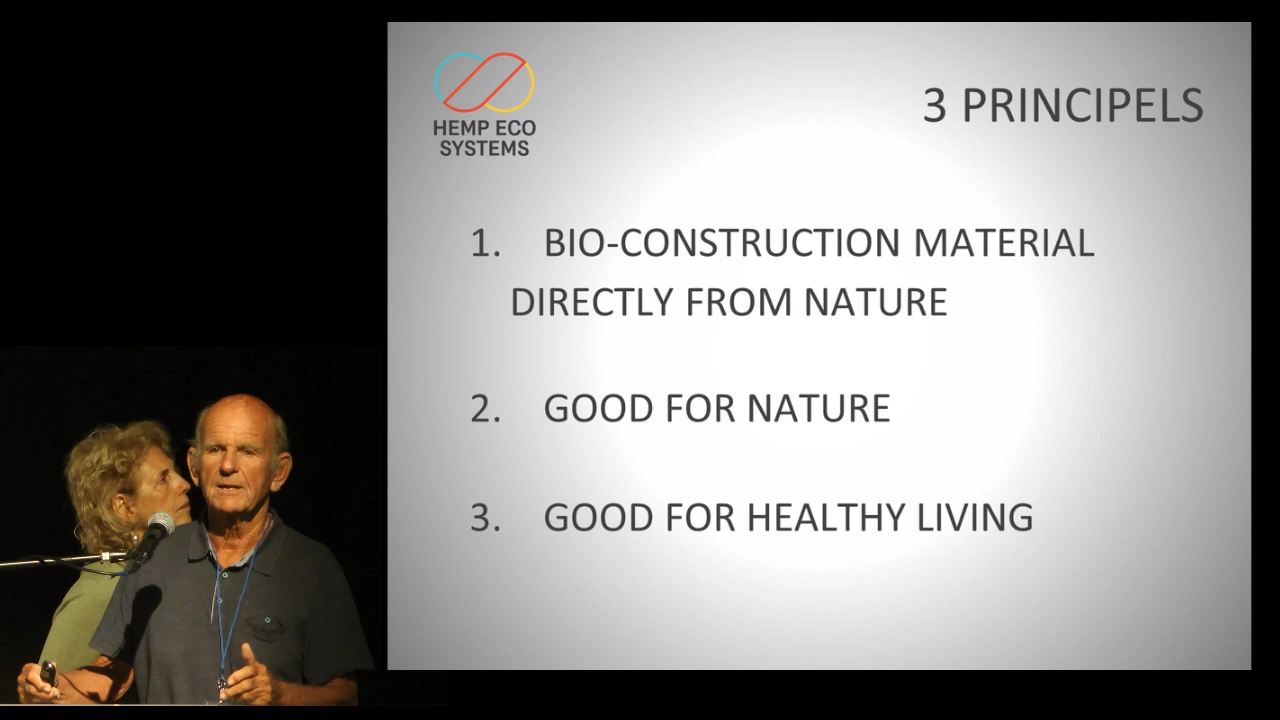 HEMP ECO
SYSTEMS
3 PRINCIPELS
1. BIO-CONSTRUCTION MATERIAL
DIRECTLY FROM NATURE
2. GOOD FOR NATURE
3. GOOD FOR HEALTHY LIVING